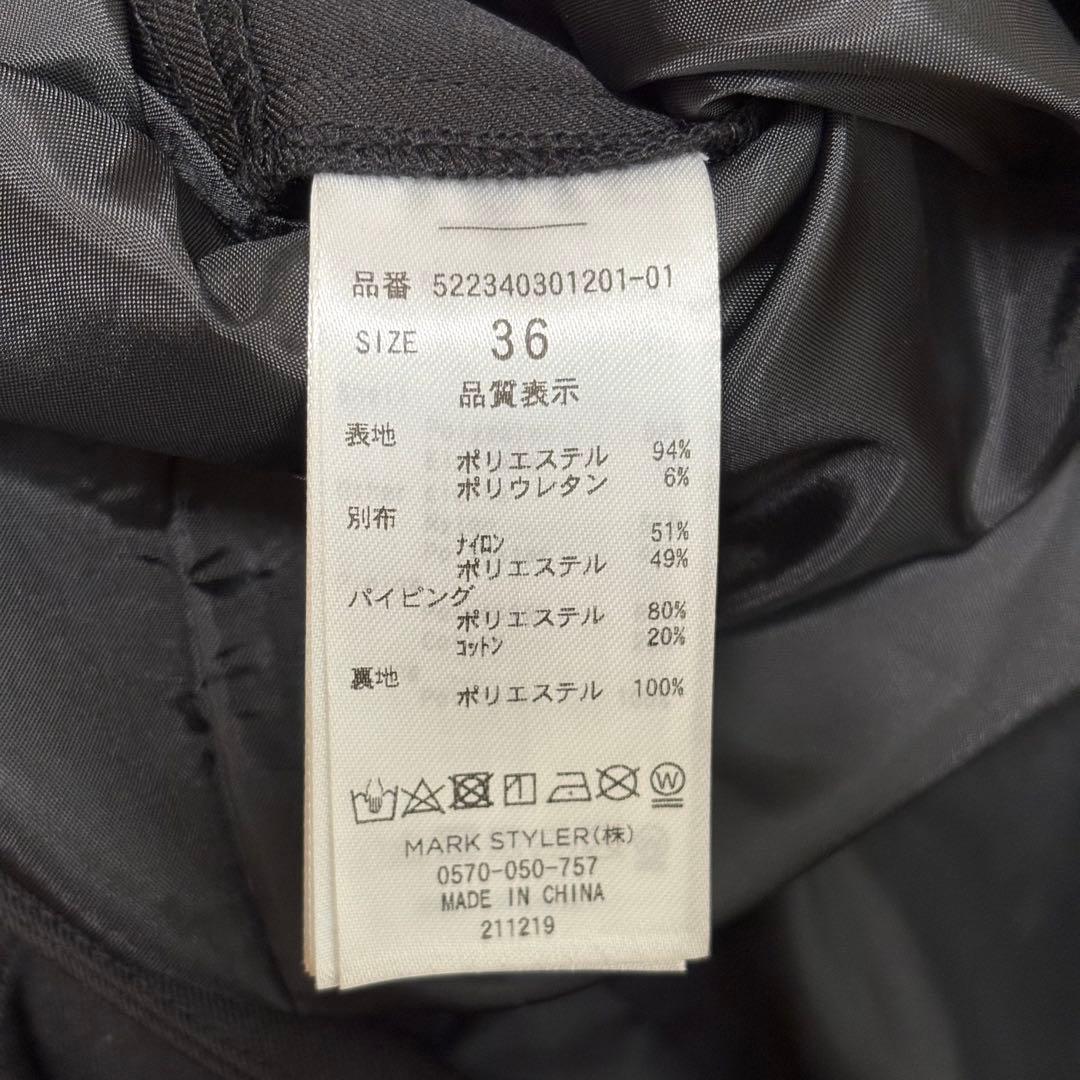 品番 522340301201-01
SIZE 36
品質表示
表地
ポリエステル 94%
ポリウレタン 6%
別布
ﾅｲﾛﾝ 51%
ポリエステル 49%
パイピング
ポリエステル 80%
ｺｯﾄﾝ 20%
裏地
ポリエステル 100%
W
MARK STYLER(株)
0570-050-757
MADE IN CHINA
211219